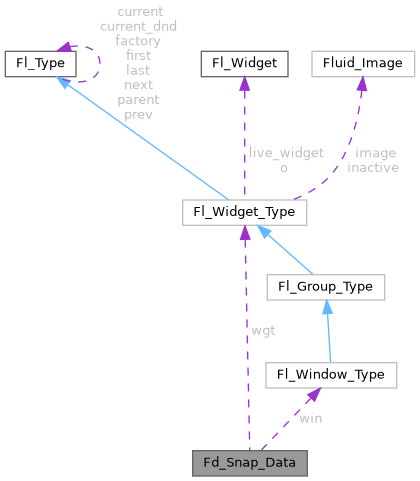 current
current_dnd
factory
first
last
next
parent
prev
Fl_Type
Fl_Widget
Fluid_Image
live_widget
o
image
inactive
Fl_Widget_Type
Fl_Group_Type
wgt
Fl_Window_Type
win
Fd_Snap_Data